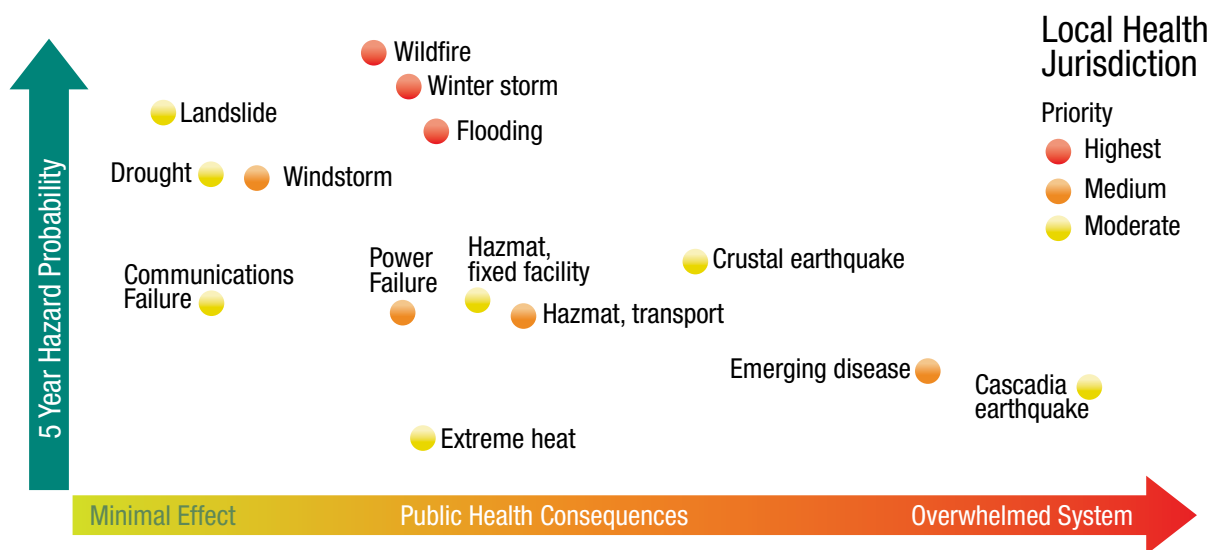 Local Health
Jurisdiction
Priority
Highest
Medium
Moderate
5 Year Hazard Probability
Wildfire
Winter storm
Landslide
Flooding
Drought
Windstorm
Communications
Failure
Power
Failure
Hazmat,
fixed facility
Hazmat, transport
Crustal earthquake
Emerging disease
Cascadia
earthquake
Extreme heat
Minimal Effect
Public Health Consequences
Overwhelmed System